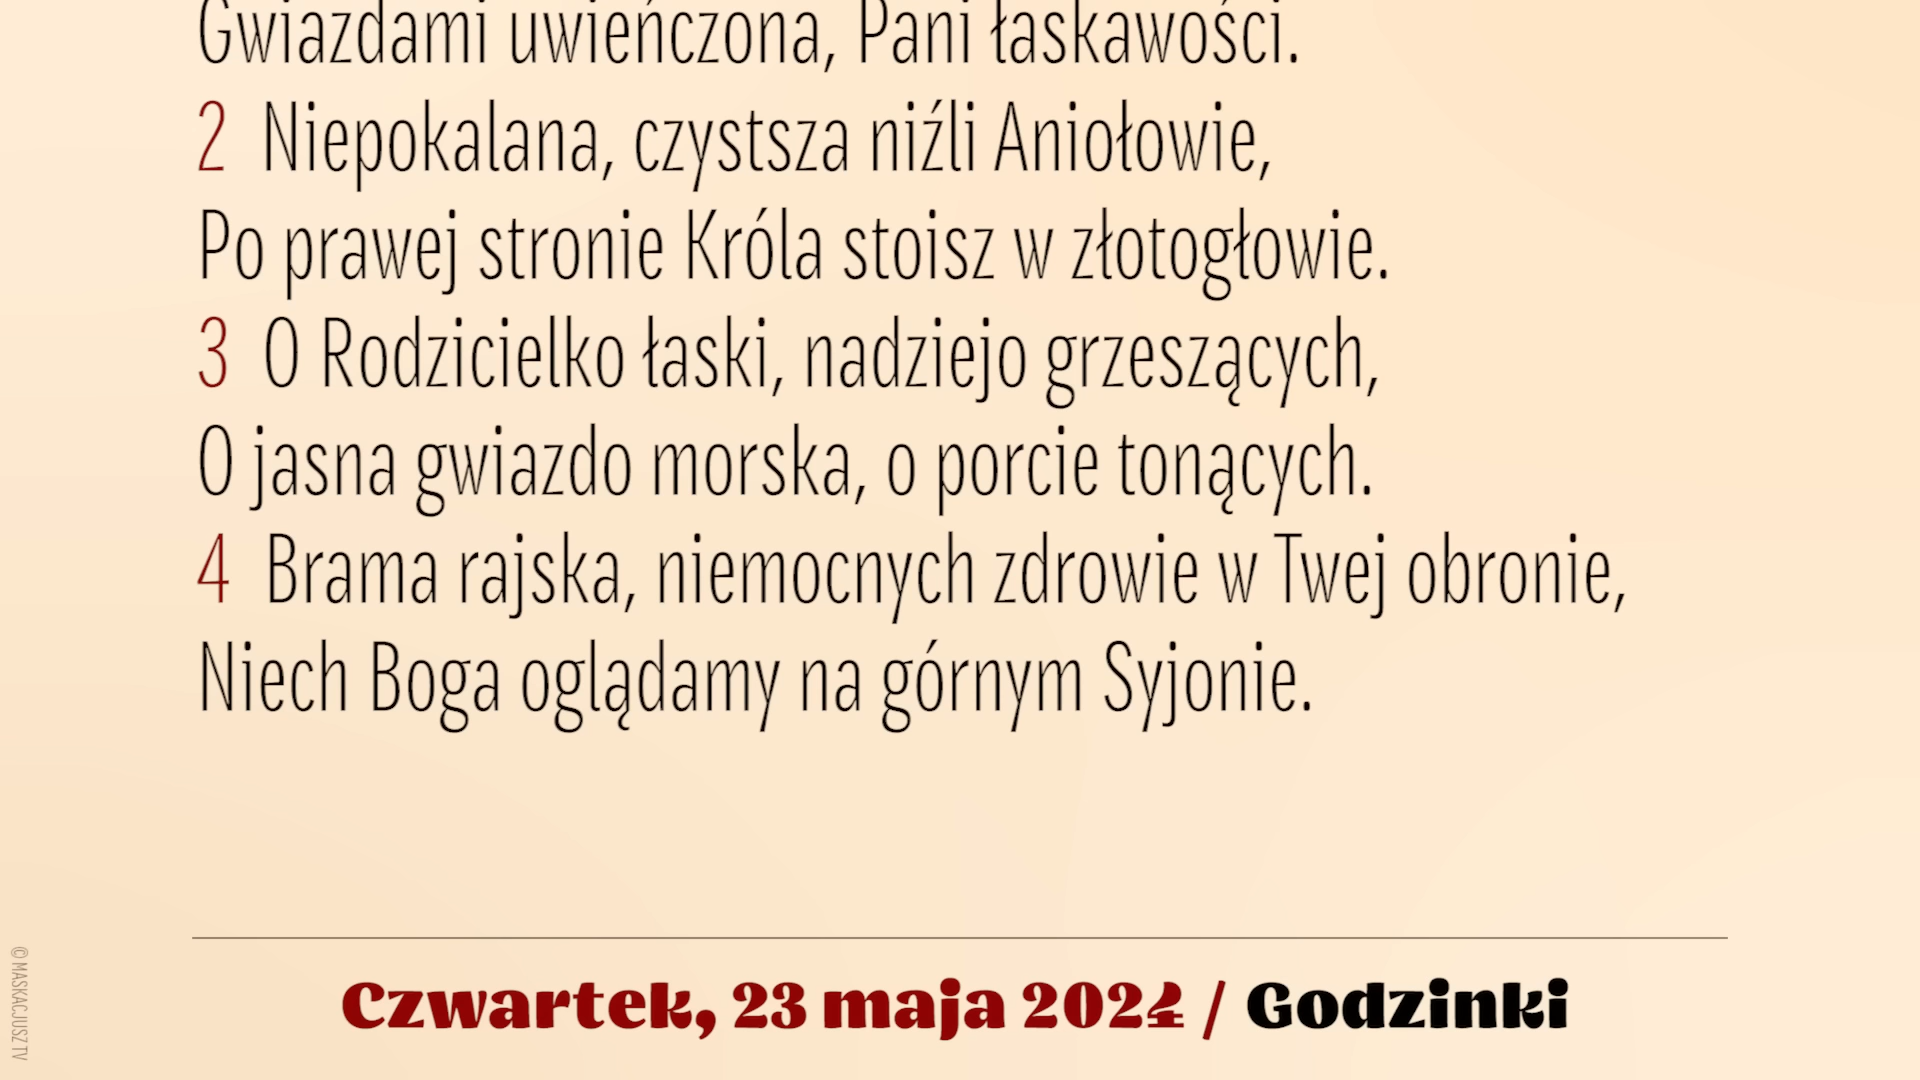 Gwiazdami uwieńczona, Pani łaskawości.
2 Niepokalana, czystsza niźli Aniołowie,
Po prawej stronie Króla stoisz w złotogłowie.
3 O Rodzicielko łaski, nadziejo grzeszących,
O jasna gwiazdo morska, o porcie tonących.
4 Brama rajska, niemocnych zdrowie w Twej obronie,
Niech Boga oglądamy na górnym Syjonie.
© MASKACJUSZ TV
Czwartek, 23 maja 2024 / Godzinki